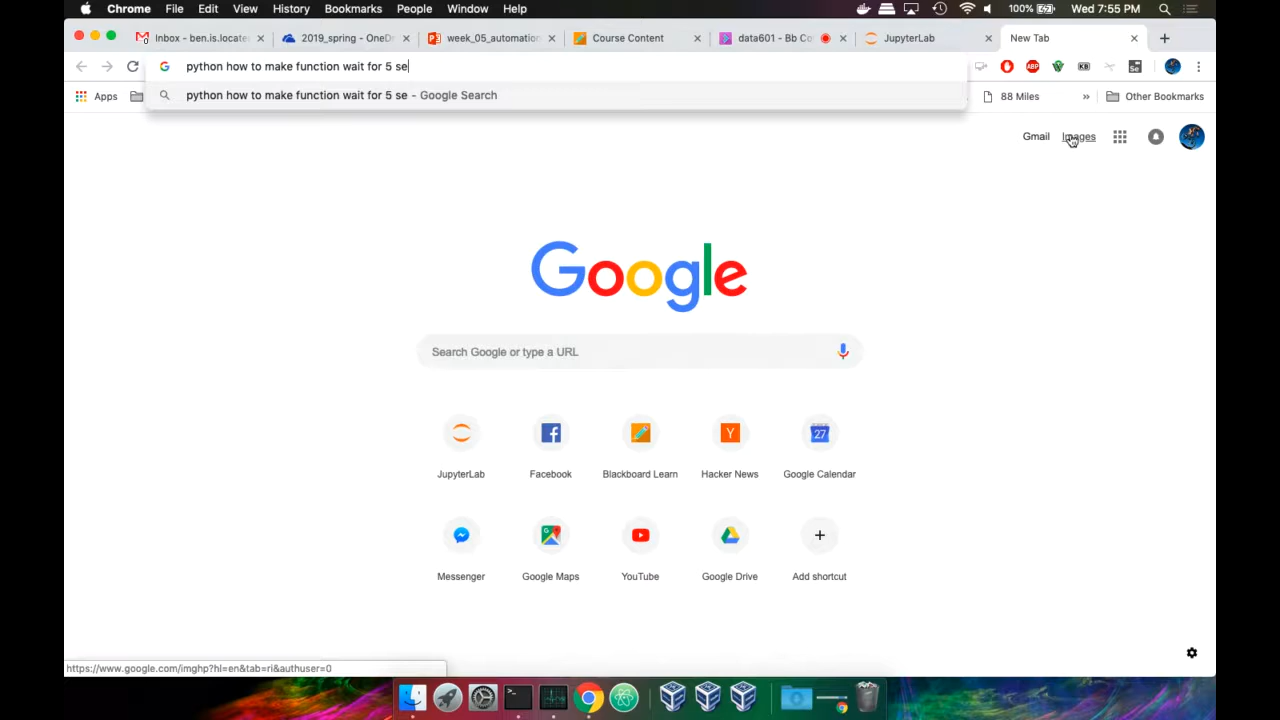 Chrome File Edit View History Bookmarks People Window Help 100% Wed 7:55 PM
Inbox - ben.is.locate 2019_spring - OneDr week_05_automation Course Content data601 - Bb Co JupyterLab New Tab
python how to make function wait for 5 se
Apps python how to make function wait for 5 se - Google Search 88 Miles » Other Bookmarks
Gmail Images
Google
Search Google or type a URL
JupyterLab Facebook Blackboard Learn Hacker News Google Calendar
Messenger Google Maps YouTube Google Drive Add shortcut
https://www.google.com/imghp?hl=en&tab=ri&authuser=0